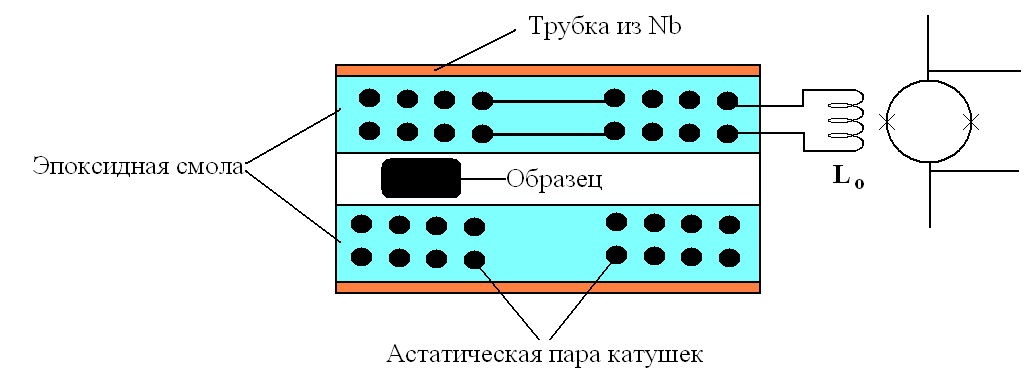 Трубка из Nb
Эпоксидная смола
Образец
L o
Астатическая пара катушек